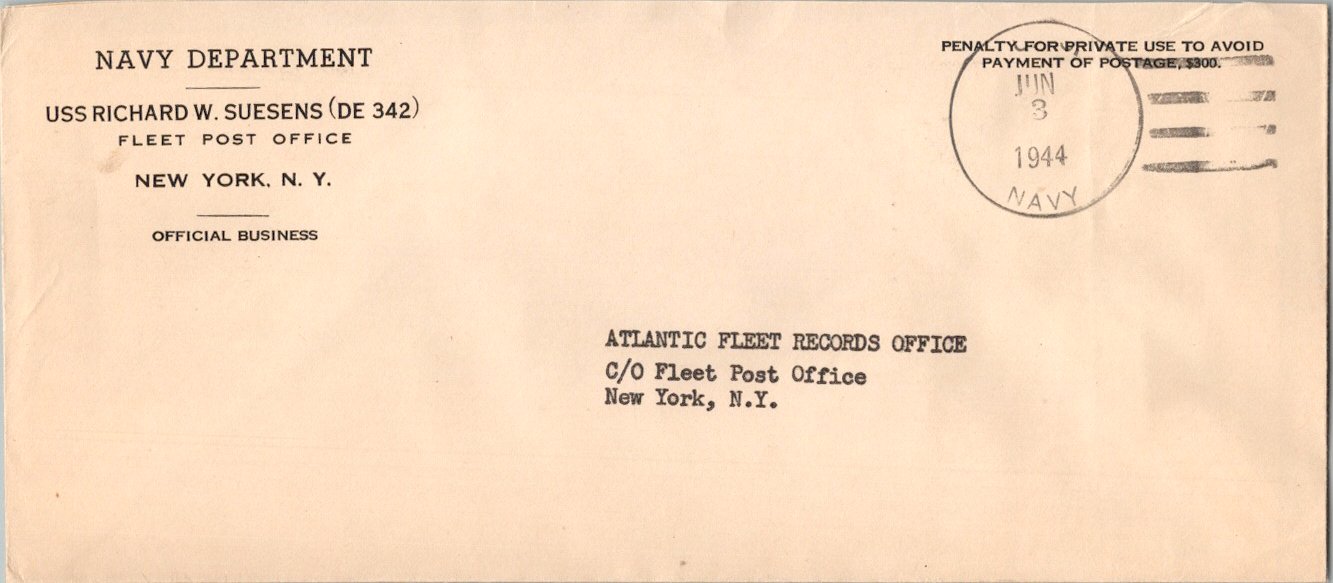 NAVY DEPARTMENT
USS RICHARD W. SUESENS (DE 342)
FLEET POST OFFICE
NEW YORK, N. Y.
OFFICIAL BUSINESS
PENALTY FOR PRIVATE USE TO AVOID
PAYMENT OF POSTAGE, $300.
JUN
3
1944
NAVY
ATLANTIC FLEET RECORDS OFFICE
C/O Fleet Post Office
New York, N.Y.